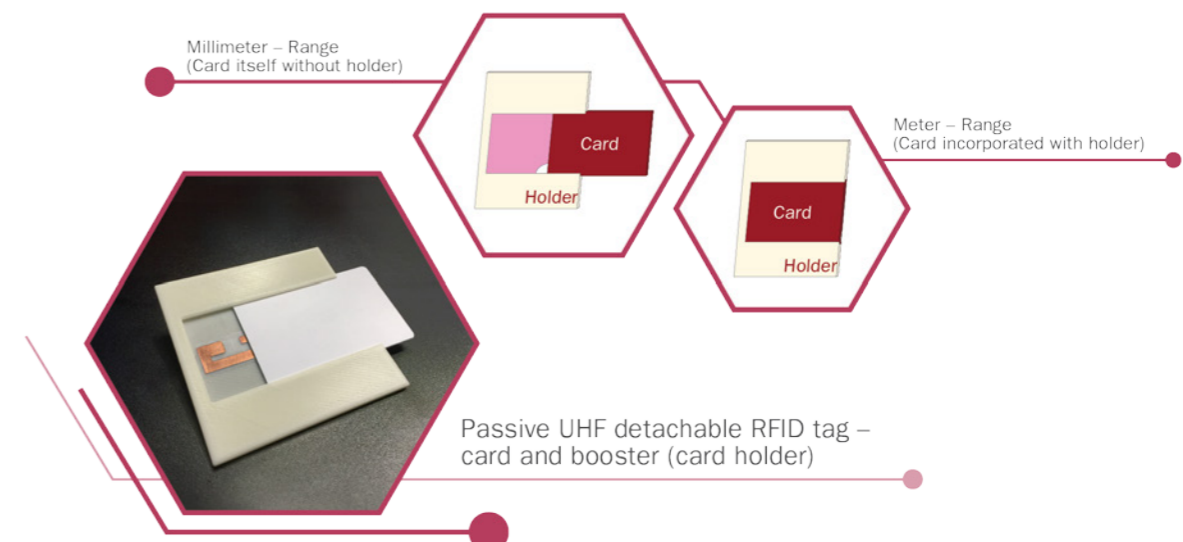 Millimeter – Range
(Card itself without holder)
Card
Holder
Meter – Range
(Card incorporated with holder)
Card
Holder
Passive UHF detachable RFID tag –
card and booster (card holder)